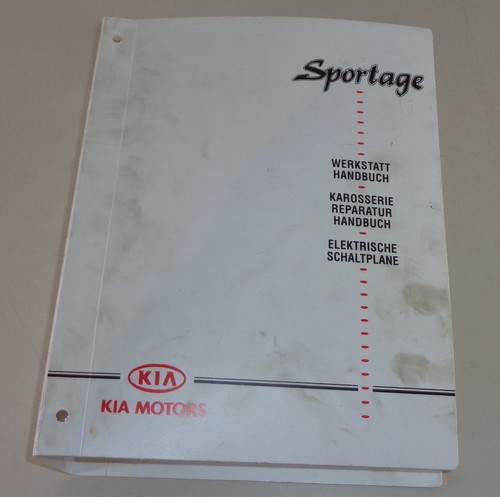 Sportage
WERKSTATT
HANDBUCH
KAROSSERIE
REPARATUR
HANDBUCH
ELEKTRISCHE
SCHALTPLANE
KIA
KIA MOTORS